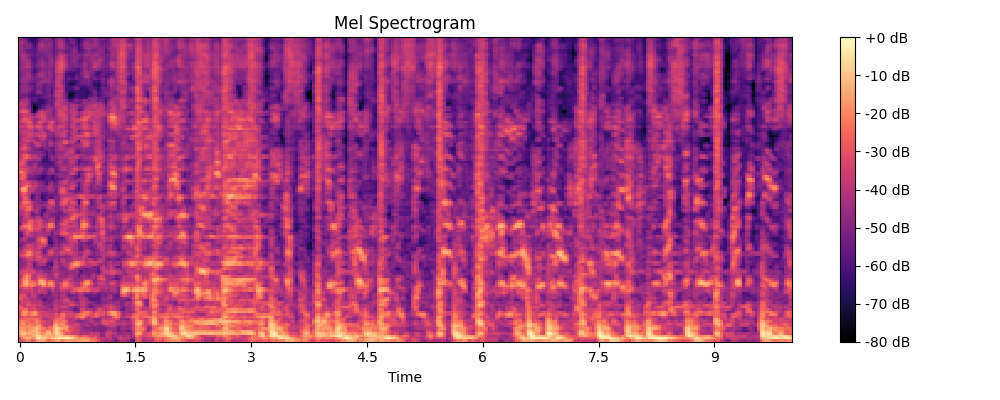 Mel Spectrogram
+0 dB
-10 dB
-20 dB
-30 dB
-40 dB
-50 dB
-60 dB
-70 dB
-80 dB
0 1.5 3 4.5 6 7.5 9
Time